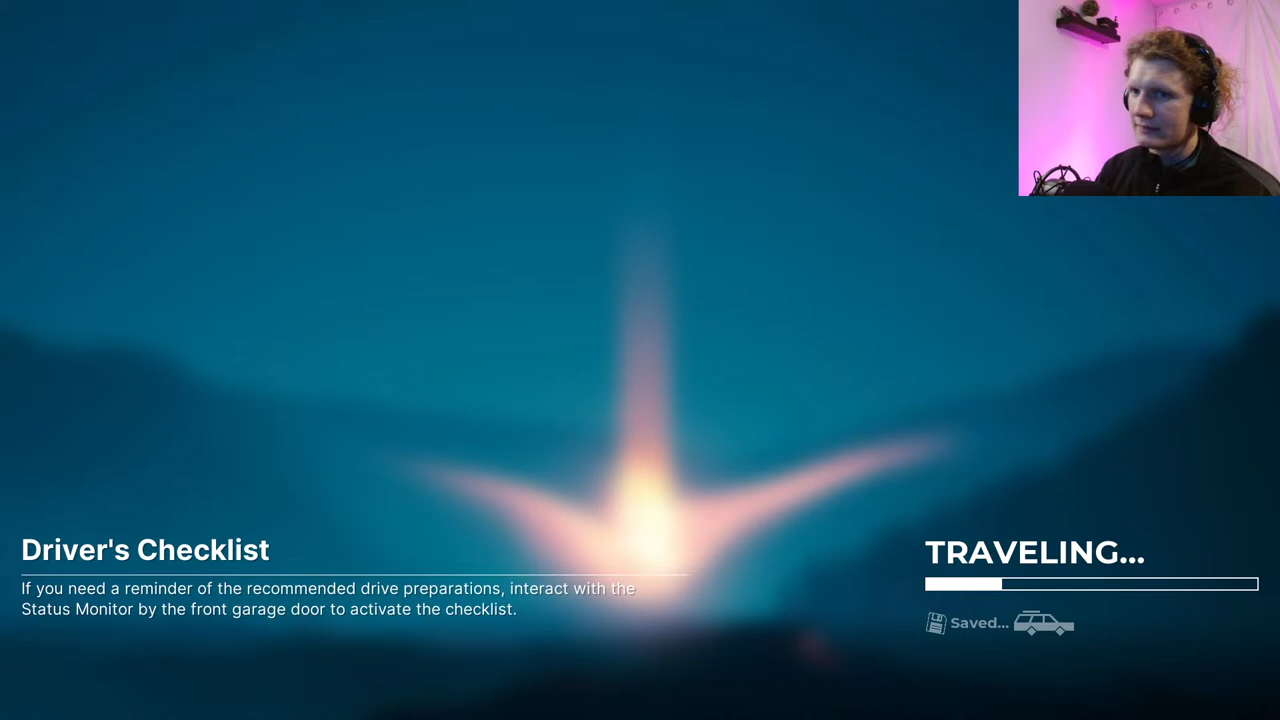 Driver's Checklist
If you need a reminder of the recommended drive preparations, interact with the
Status Monitor by the front garage door to activate the checklist.
TRAVELING...
Saved...